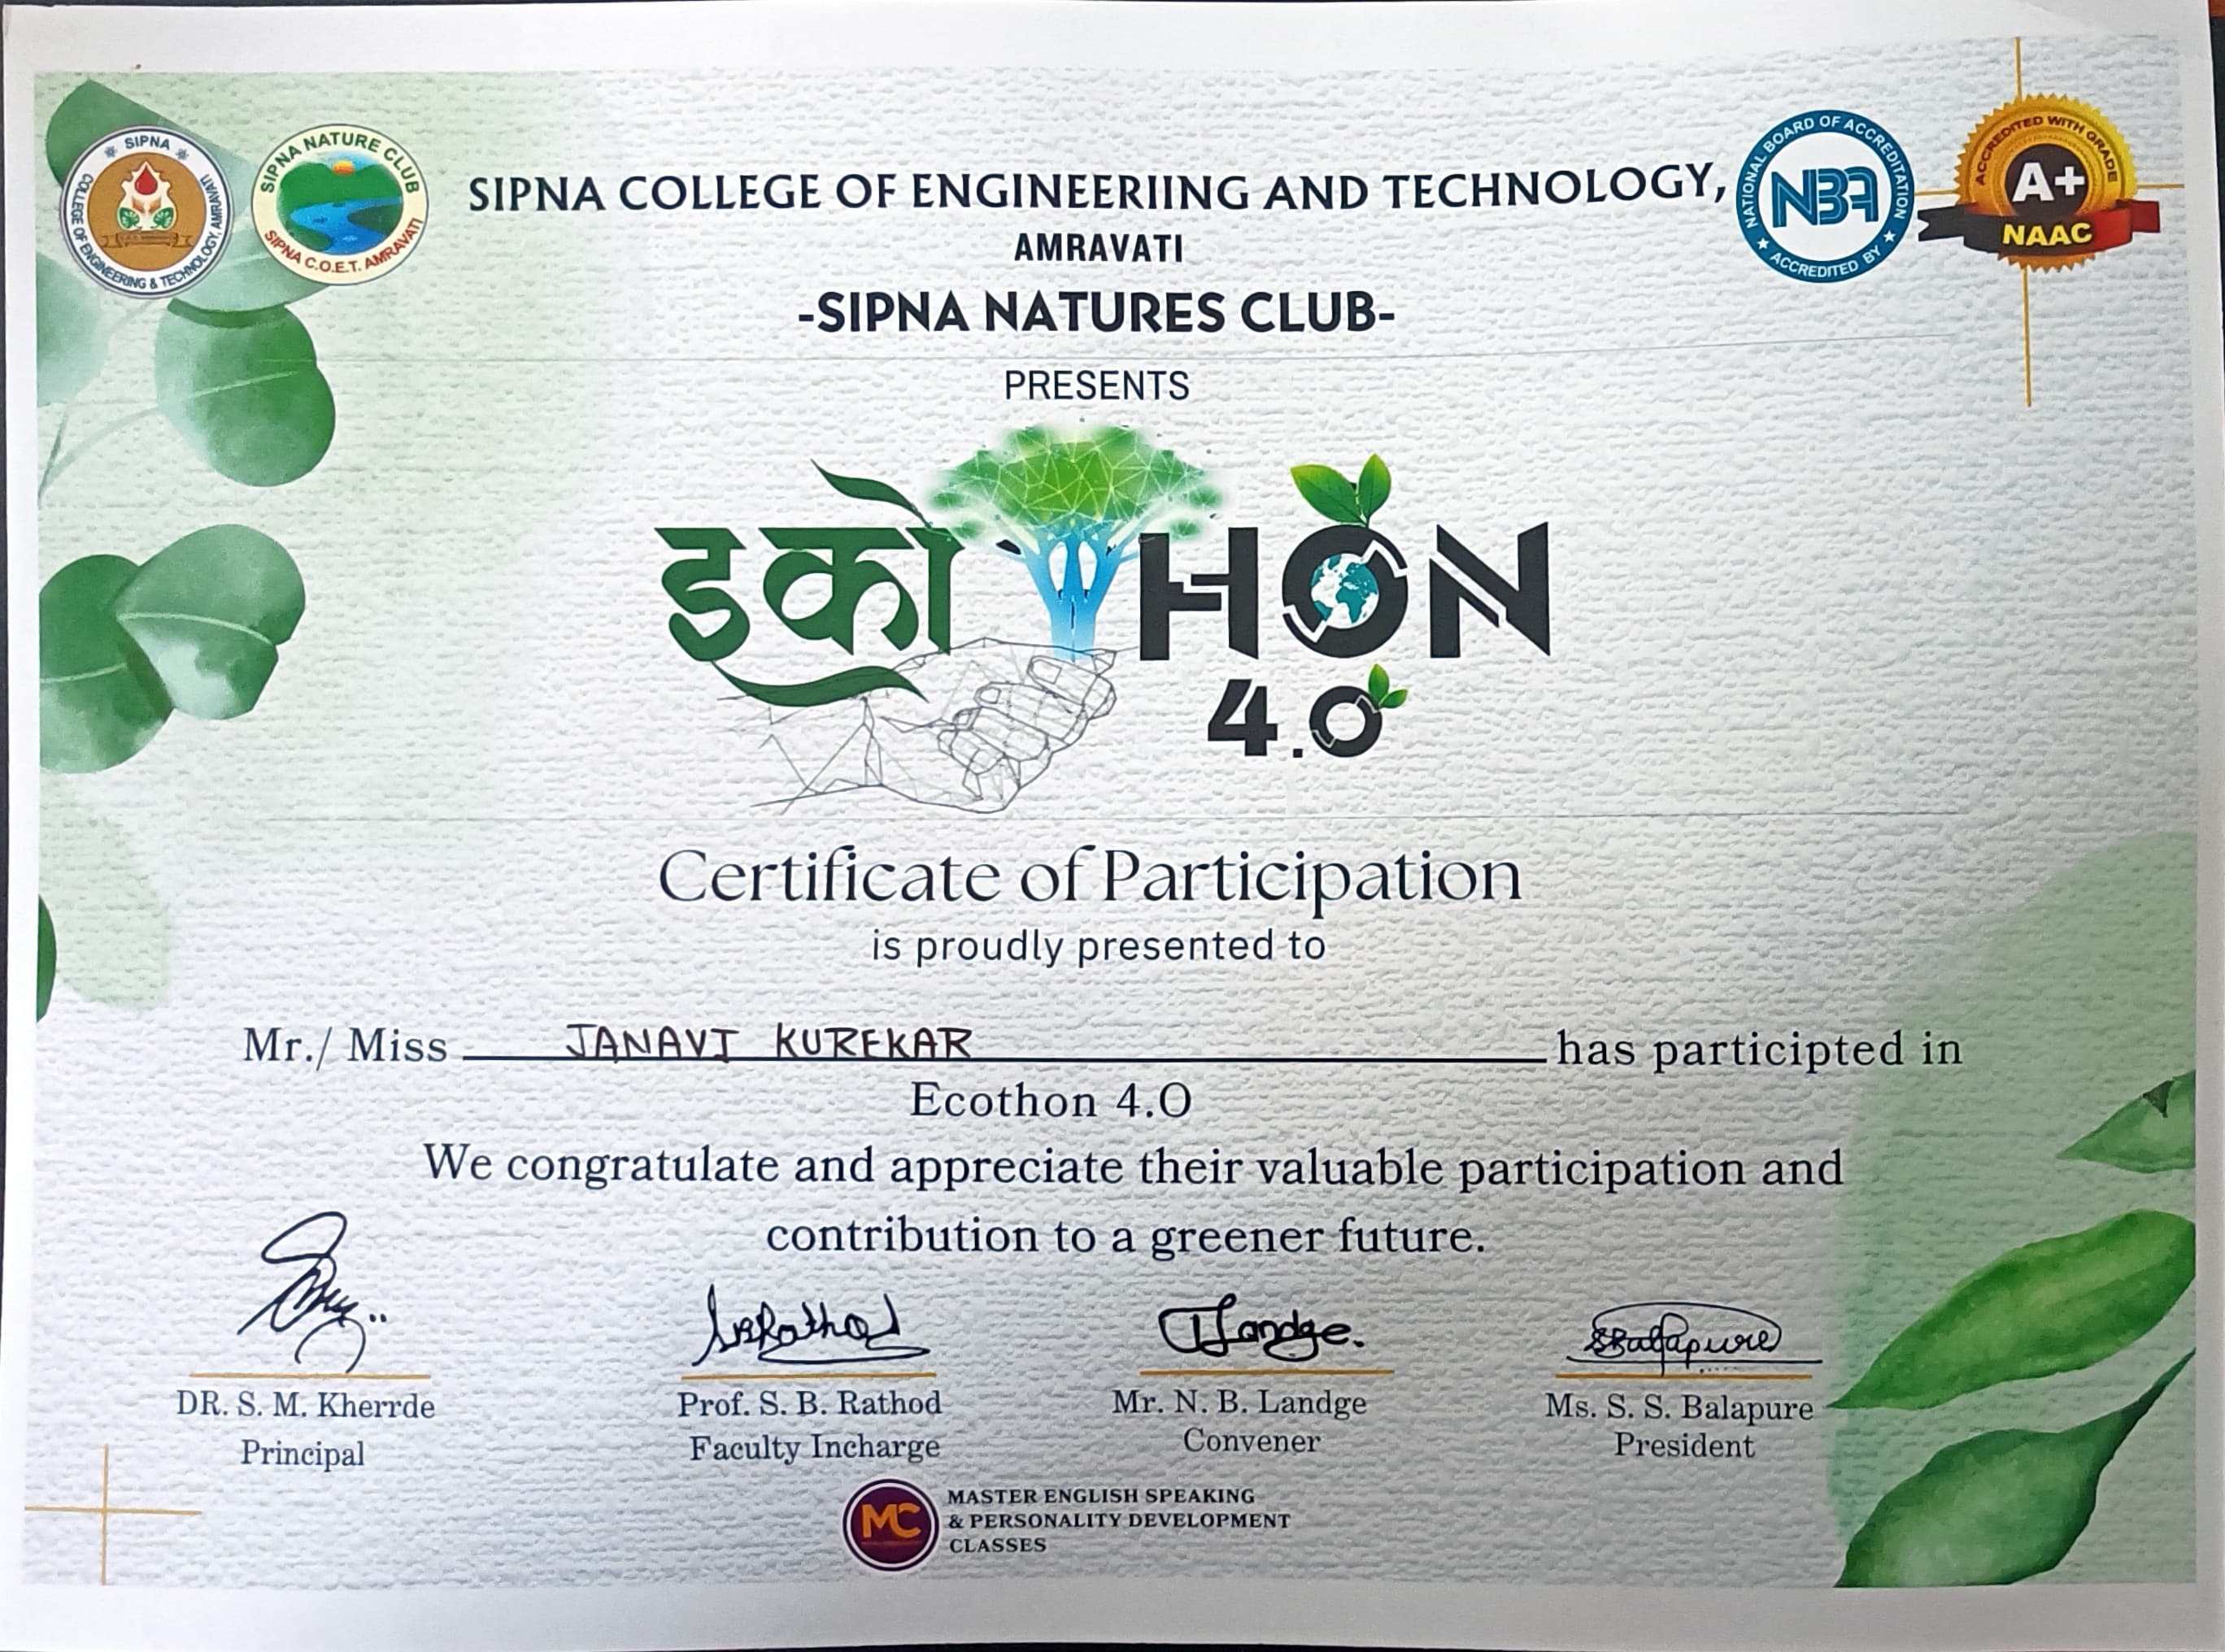 SIPNA
COLLEGE OF ENGINEERING & TECHNOLOGY, AMRAVATI
SIPNA NATURE CLUB
SIPNA C.O.E.T. AMRAVATI
SIPNA COLLEGE OF ENGINEERIING AND TECHNOLOGY,
AMRAVATI
NATIONAL BOARD OF ACCREDITATION
NBA
ACCREDITED BY
ACCREDITED WITH GRADE
A+
NAAC
-SIPNA NATURES CLUB-
PRESENTS
इको HON
4.0
Certificate of Participation
is proudly presented to
Mr./ Miss JANAVI KUREKAR has participted in
Ecothon 4.O
We congratulate and appreciate their valuable participation and
contribution to a greener future.
SBRathod
Landge.
SBalapure
DR. S. M. Kherrde
Principal
Prof. S. B. Rathod
Faculty Incharge
Mr. N. B. Landge
Convener
Ms. S. S. Balapure
President
MC
MASTER ENGLISH SPEAKING
& PERSONALITY DEVELOPMENT
CLASSES